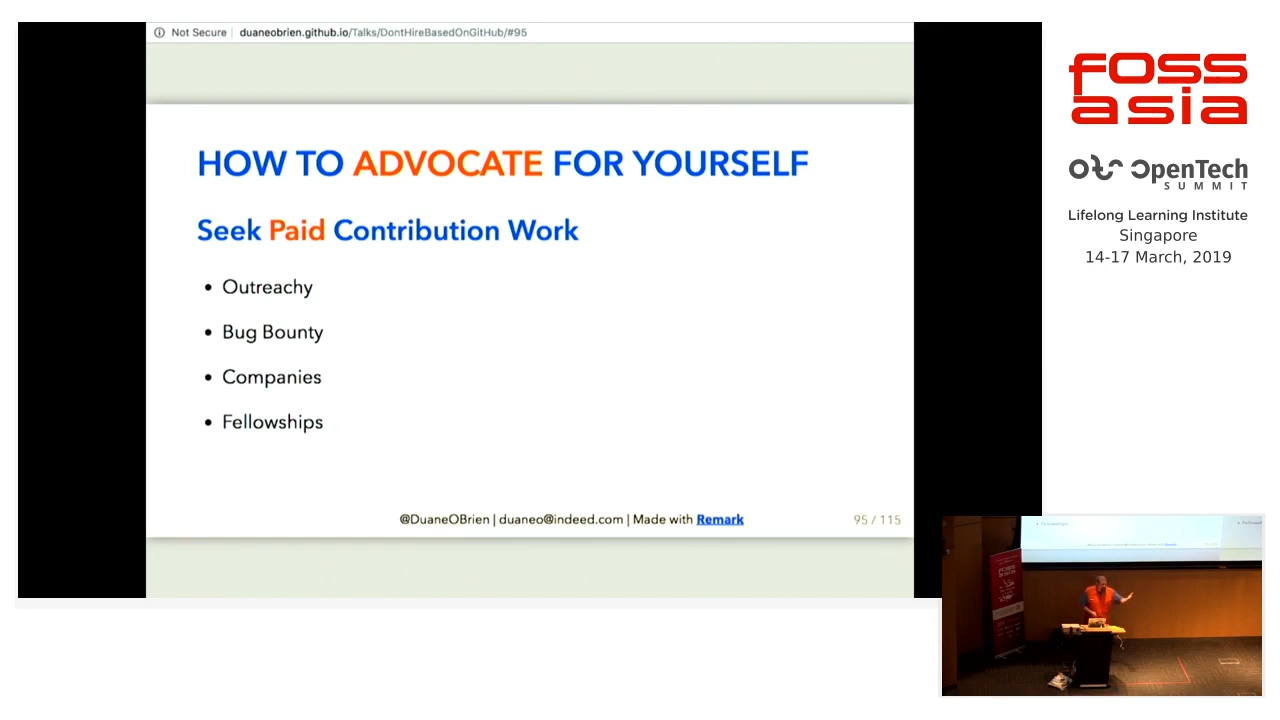 Not Secure duaneobrien.github.io/Talks/DontHireBasedOnGitHub/#95
HOW TO ADVOCATE FOR YOURSELF
Seek Paid Contribution Work
• Outreachy
• Bug Bounty
• Companies
• Fellowships
@DuaneOBrien | duaneo@indeed.com | Made with Remark
95 / 115
FOSS
ASIA
OpenTech
SUMMIT
Lifelong Learning Institute
Singapore
14-17 March, 2019